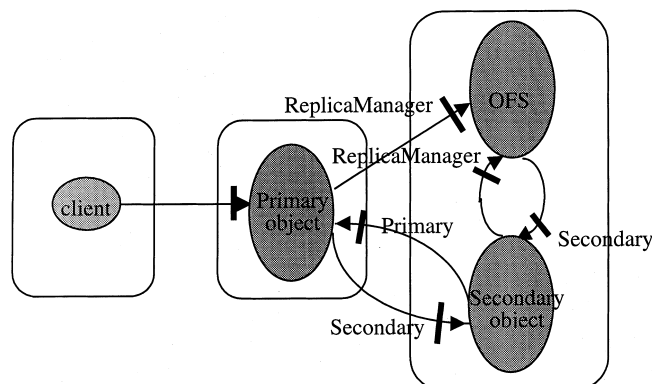 OFS
ReplicaManager
ReplicaManager
client
Primary
object
Primary
Secondary
Secondary
object
Secondary